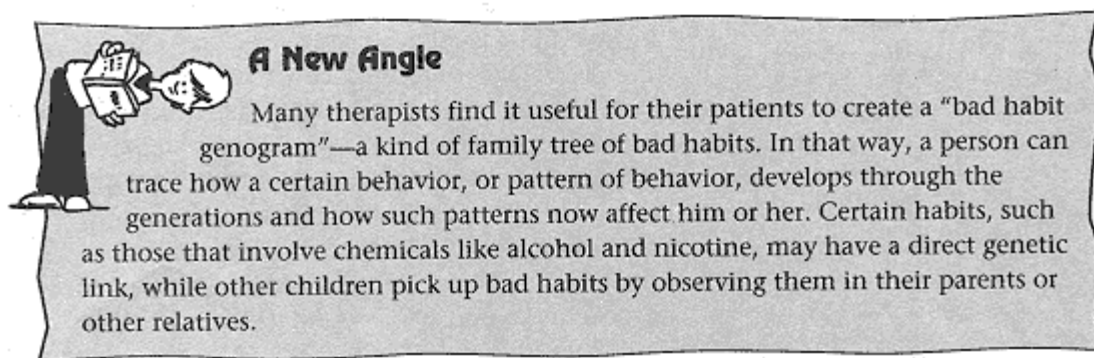 A New Angle
Many therapists find it useful for their patients to create a “bad habit
genogram”—a kind of family tree of bad habits. In that way, a person can
trace how a certain behavior, or pattern of behavior, develops through the
generations and how such patterns now affect him or her. Certain habits, such
as those that involve chemicals like alcohol and nicotine, may have a direct genetic
link, while other children pick up bad habits by observing them in their parents or
other relatives.